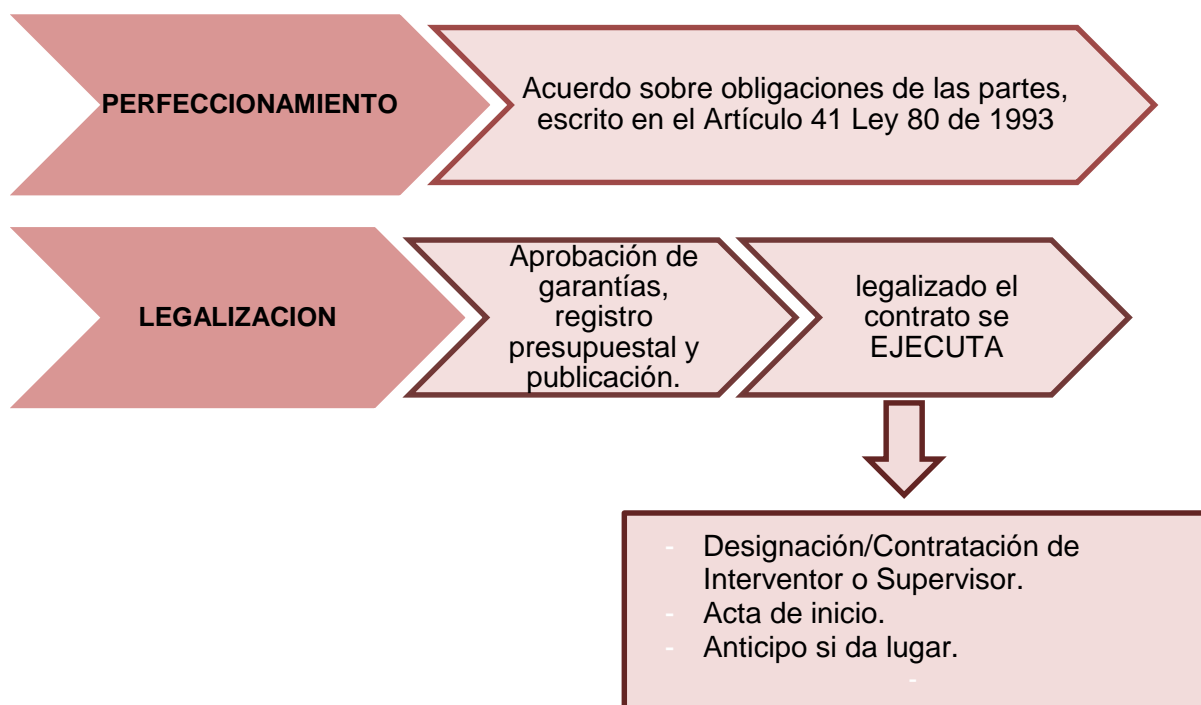 PERFECCIONAMIENTO
Acuerdo sobre obligaciones de las partes,
escrito en el Artículo 41 Ley 80 de 1993
LEGALIZACION
Aprobación de
garantías,
registro
presupuestal y
publicación.
legalizado el
contrato se
EJECUTA
- Designación/Contratación de
Interventor o Supervisor.
- Acta de inicio.
- Anticipo si da lugar.
-